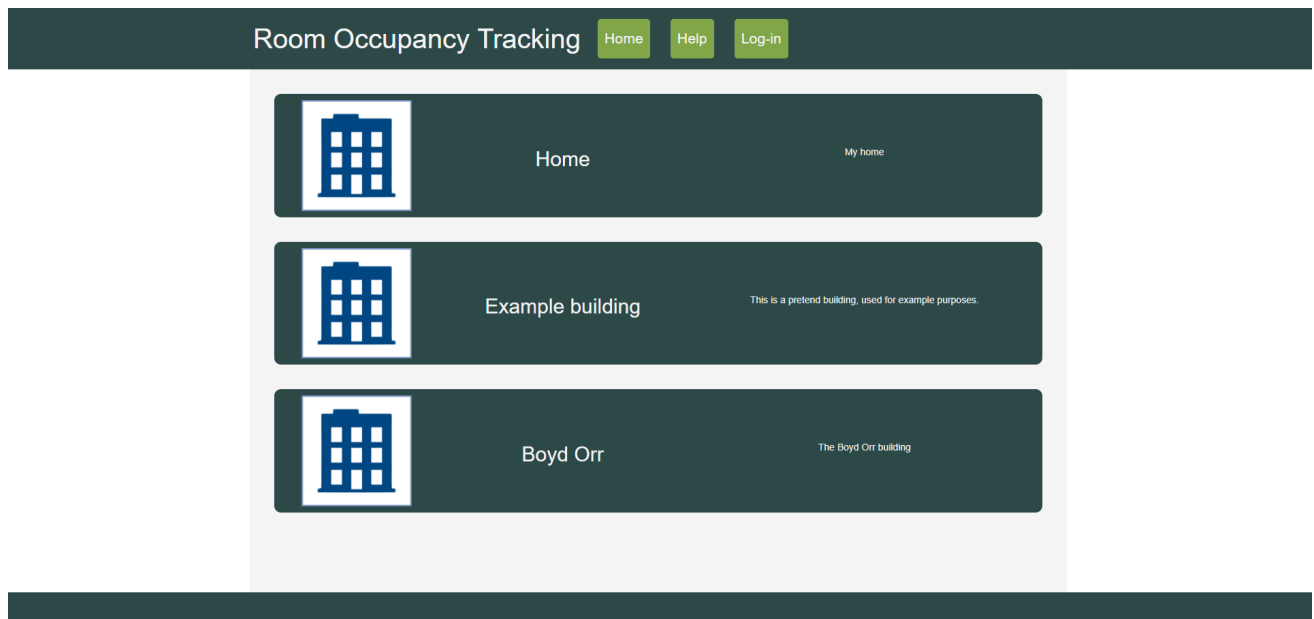 Room Occupancy Tracking Home Help Log-in
Home
My home
Example building
This is a pretend building, used for example purposes.
Boyd Orr
The Boyd Orr building